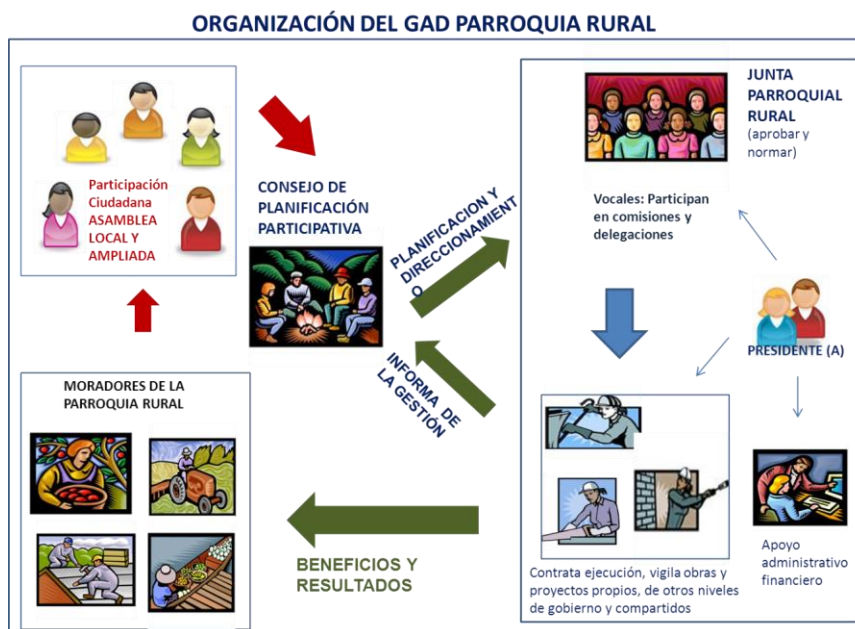 ORGANIZACIÓN DEL GAD PARROQUIA RURAL
Participación
Ciudadana
ASAMBLEA
LOCAL Y
AMPLIADA
CONSEJO DE
PLANIFICACIÓN
PARTICIPATIVA
PLANIFICACION Y
DIRECCIONAMIENT
O
JUNTA
PARROQUIAL
RURAL
(aprobar y
normar)
Vocales: Participan
en comisiones y
delegaciones
PRESIDENTE (A)
INFORMA DE
LA GESTIÓN
MORADORES DE LA
PARROQUIA RURAL
BENEFICIOS Y
RESULTADOS
Contrata ejecución, vigila obras y
proyectos propios, de otros niveles
de gobierno y compartidos
Apoyo
administrativo
financiero